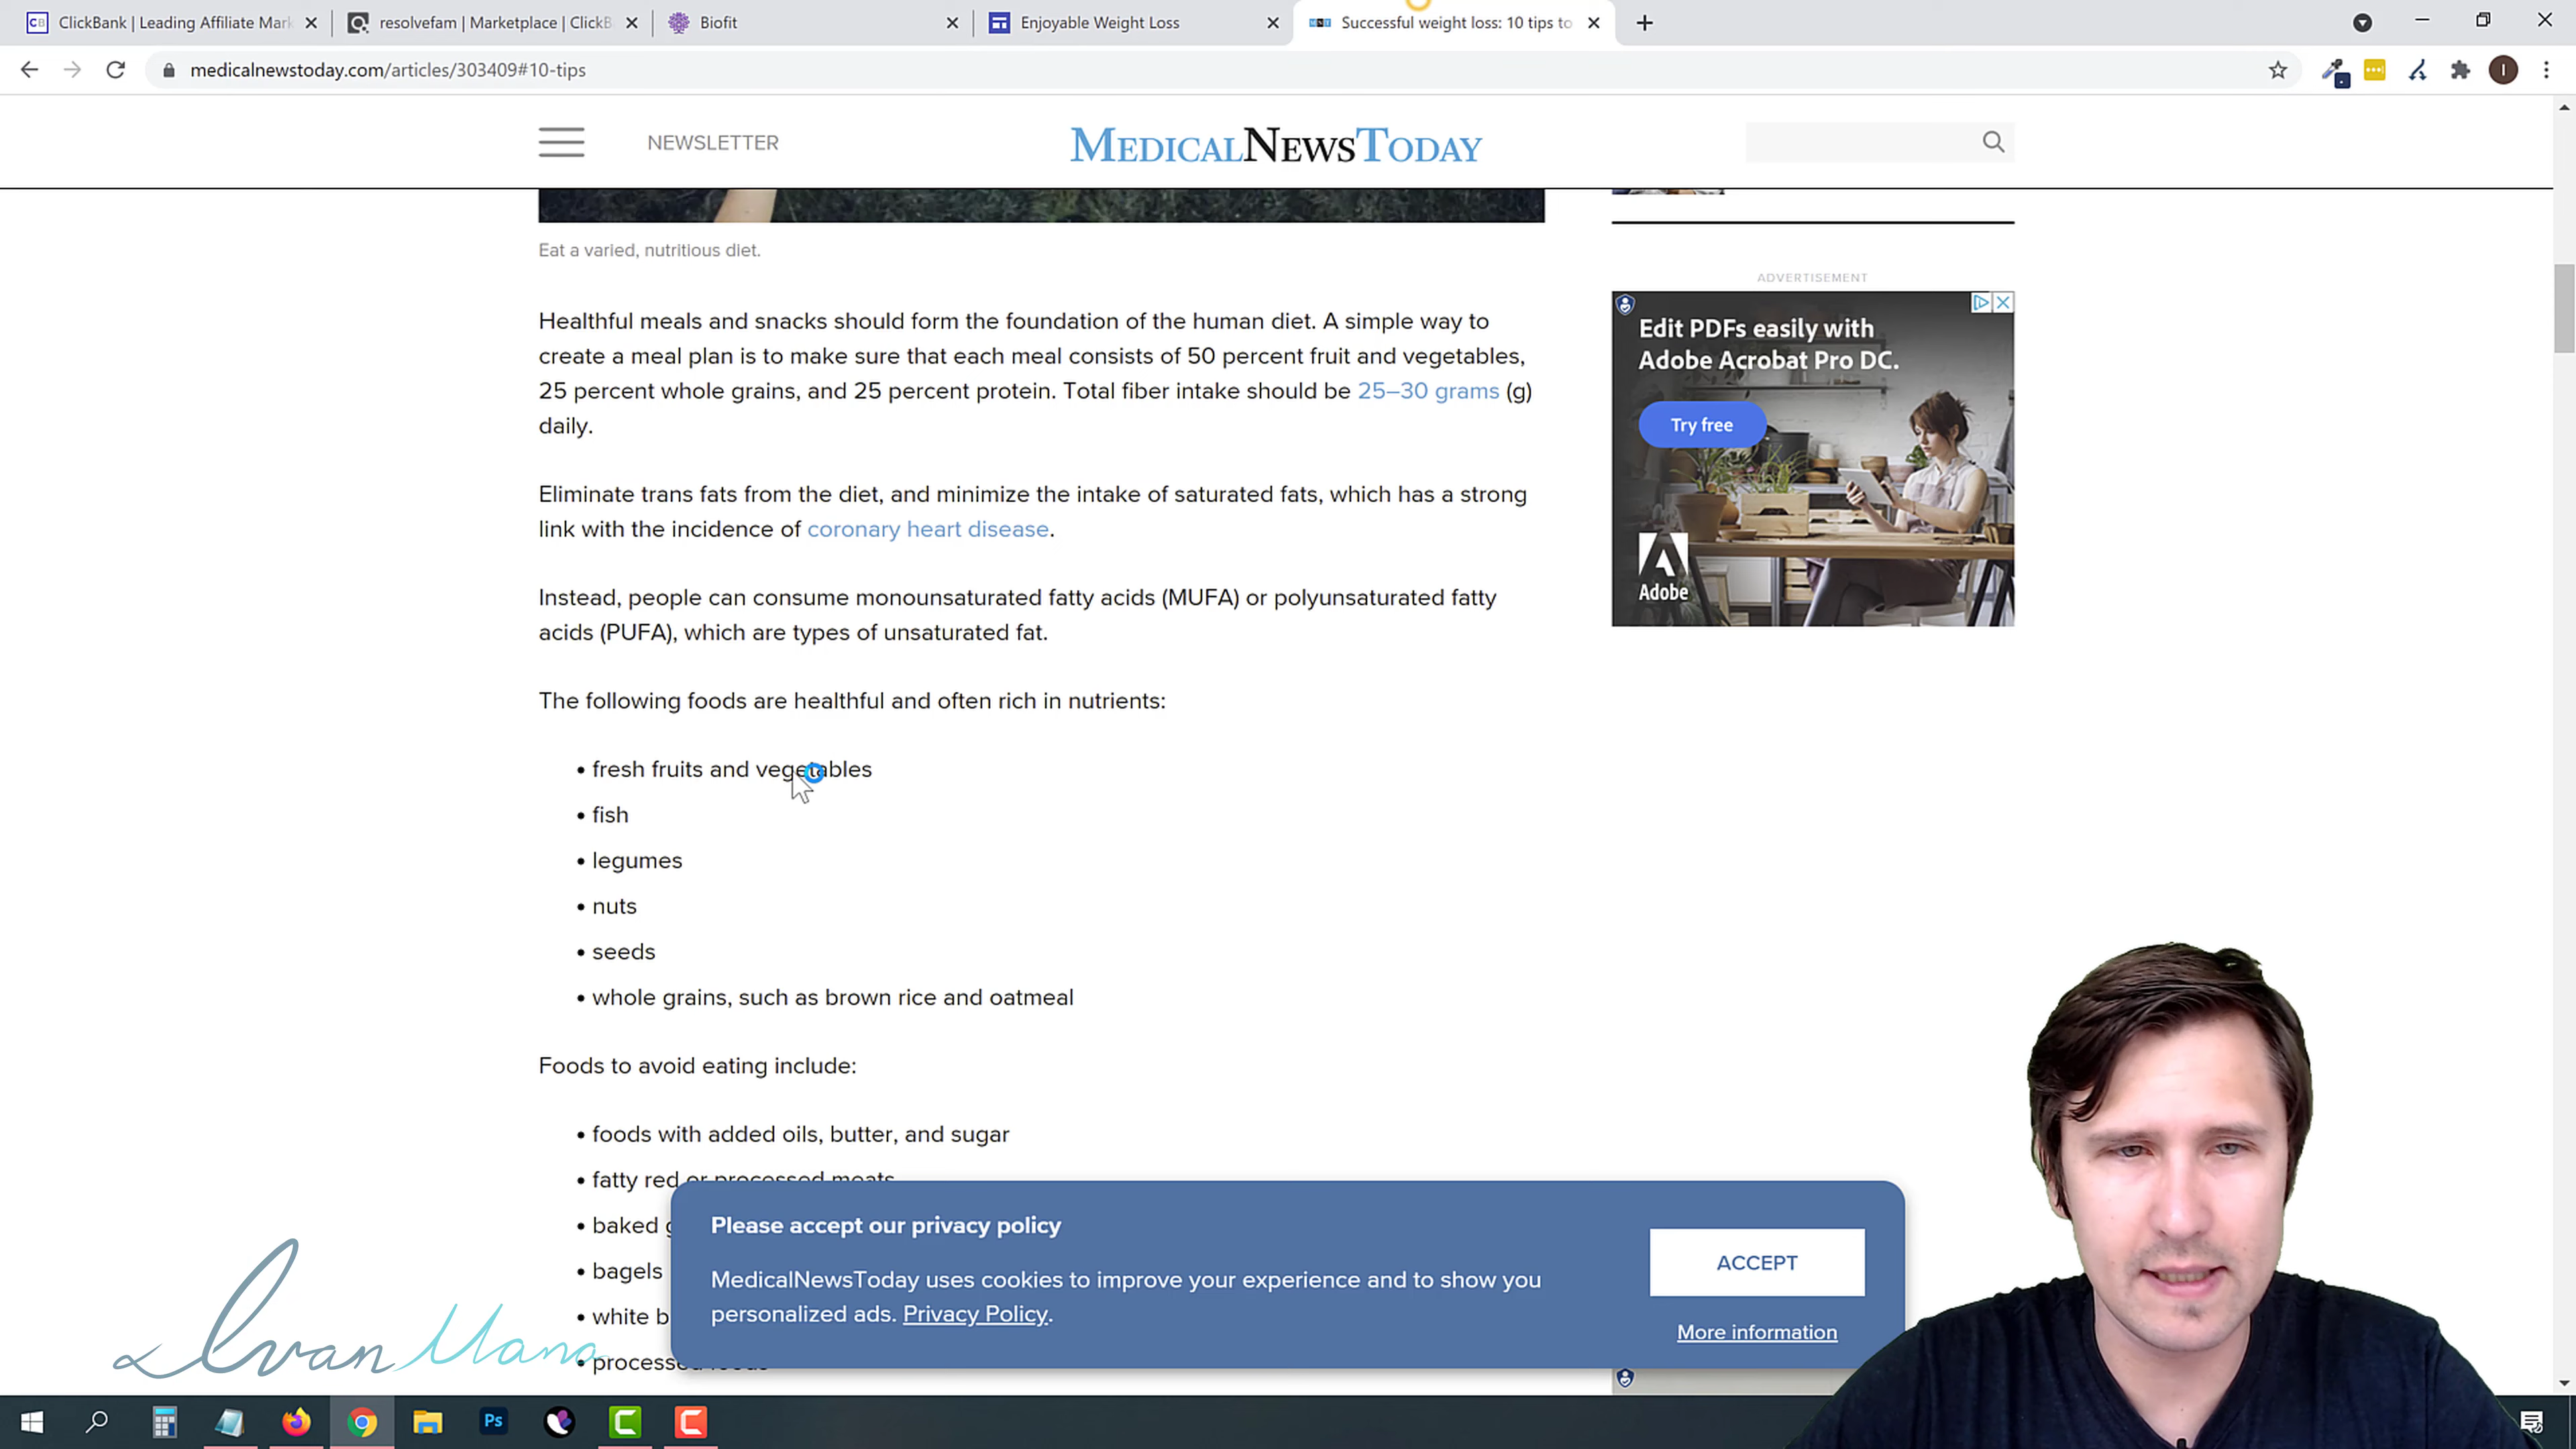 CB ClickBank | Leading Affiliate Mark
resolvefam | Marketplace | ClickB
Biofit
Enjoyable Weight Loss
MNT Successful weight loss: 10 tips to
medicalnewstoday.com/articles/303409#10-tips
I
NEWSLETTER
MEDICALNEWSTODAY
Eat a varied, nutritious diet.
Healthful meals and snacks should form the foundation of the human diet. A simple way to
create a meal plan is to make sure that each meal consists of 50 percent fruit and vegetables,
25 percent whole grains, and 25 percent protein. Total fiber intake should be 25–30 grams (g)
daily.
Eliminate trans fats from the diet, and minimize the intake of saturated fats, which has a strong
link with the incidence of coronary heart disease.
Instead, people can consume monounsaturated fatty acids (MUFA) or polyunsaturated fatty
acids (PUFA), which are types of unsaturated fat.
The following foods are healthful and often rich in nutrients:
• fresh fruits and vegetables
• fish
• legumes
• nuts
• seeds
• whole grains, such as brown rice and oatmeal
Foods to avoid eating include:
• foods with added oils, butter, and sugar
• fatty red or processed meats
• baked g
• bagels
• white b
• processed foods
ADVERTISEMENT
Edit PDFs easily with
Adobe Acrobat Pro DC.
Try free
Adobe
Please accept our privacy policy
MedicalNewsToday uses cookies to improve your experience and to show you
personalized ads. Privacy Policy.
ACCEPT
More information
Ivan Mana
Ps